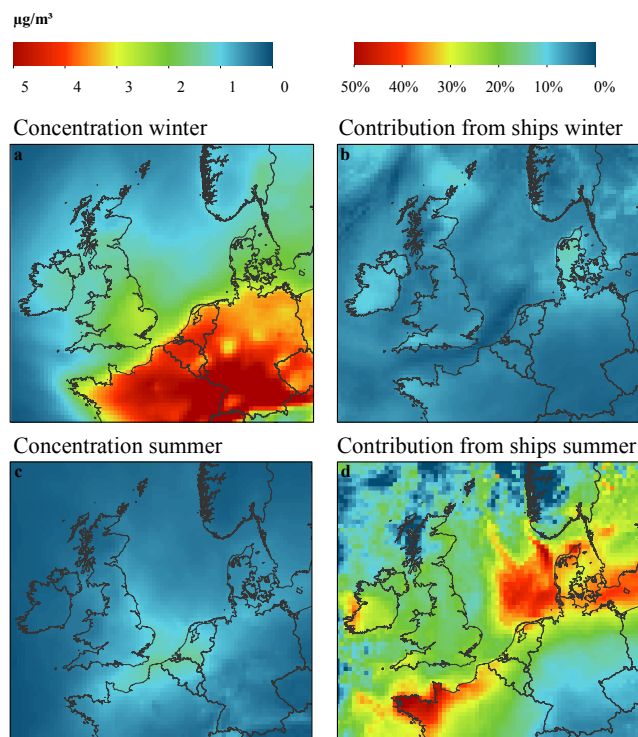 µg/m³
5 4 3 2 1 0
50% 40% 30% 20% 10% 0%
Concentration winter
Contribution from ships winter
a
b
Concentration summer
Contribution from ships summer
c
d